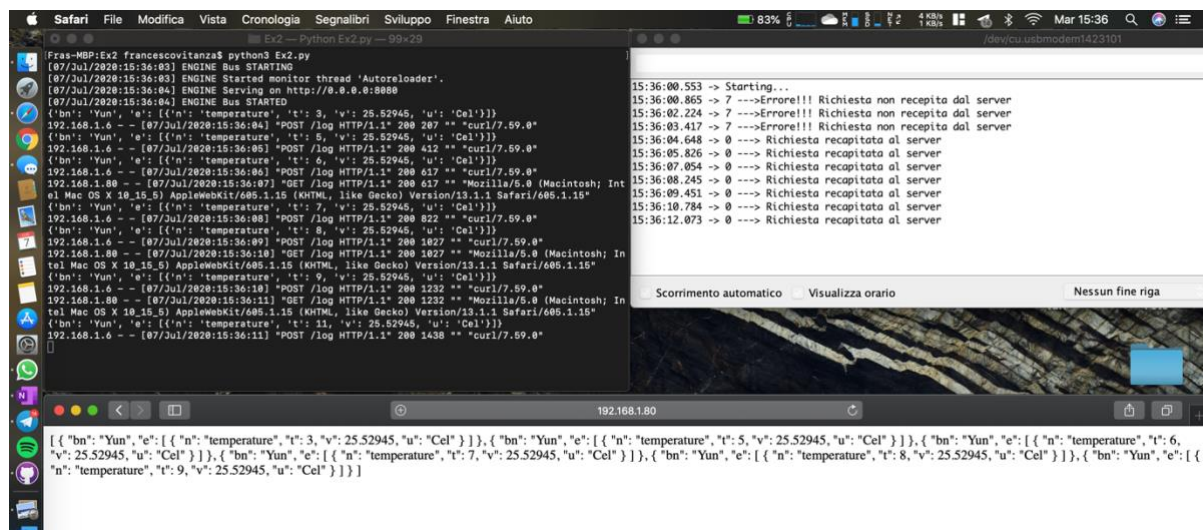 Safari File Modifica Vista Cronologia Segnalibri Sviluppo Finestra Aiuto
83% 4 KB/s 1 KB/s Mar 15:36
Ex2 — Python Ex2.py — 99×29
[Fras-MBP:Ex2 francescovitanza$ python3 Ex2.py ]
[07/Jul/2020:15:36:03] ENGINE Bus STARTING
[07/Jul/2020:15:36:03] ENGINE Started monitor thread 'Autoreloader'.
[07/Jul/2020:15:36:04] ENGINE Serving on http://0.0.0.0:8080
[07/Jul/2020:15:36:04] ENGINE Bus STARTED
{'bn': 'Yun', 'e': [{'n': 'temperature', 't': 3, 'v': 25.52945, 'u': 'Cel'}]}
192.168.1.6 - - [07/Jul/2020:15:36:04] "POST /log HTTP/1.1" 200 207 "" "curl/7.59.0"
{'bn': 'Yun', 'e': [{'n': 'temperature', 't': 5, 'v': 25.52945, 'u': 'Cel'}]}
192.168.1.6 - - [07/Jul/2020:15:36:05] "POST /log HTTP/1.1" 200 412 "" "curl/7.59.0"
{'bn': 'Yun', 'e': [{'n': 'temperature', 't': 6, 'v': 25.52945, 'u': 'Cel'}]}
192.168.1.6 - - [07/Jul/2020:15:36:06] "POST /log HTTP/1.1" 200 617 "" "curl/7.59.0"
192.168.1.80 - - [07/Jul/2020:15:36:07] "GET /log HTTP/1.1" 200 617 "" "Mozilla/5.0 (Macintosh; Int
el Mac OS X 10_15_5) AppleWebKit/605.1.15 (KHTML, like Gecko) Version/13.1.1 Safari/605.1.15"
{'bn': 'Yun', 'e': [{'n': 'temperature', 't': 7, 'v': 25.52945, 'u': 'Cel'}]}
192.168.1.6 - - [07/Jul/2020:15:36:08] "POST /log HTTP/1.1" 200 822 "" "curl/7.59.0"
{'bn': 'Yun', 'e': [{'n': 'temperature', 't': 8, 'v': 25.52945, 'u': 'Cel'}]}
192.168.1.6 - - [07/Jul/2020:15:36:09] "POST /log HTTP/1.1" 200 1027 "" "curl/7.59.0"
192.168.1.80 - - [07/Jul/2020:15:36:10] "GET /log HTTP/1.1" 200 1027 "" "Mozilla/5.0 (Macintosh; In
tel Mac OS X 10_15_5) AppleWebKit/605.1.15 (KHTML, like Gecko) Version/13.1.1 Safari/605.1.15"
{'bn': 'Yun', 'e': [{'n': 'temperature', 't': 9, 'v': 25.52945, 'u': 'Cel'}]}
192.168.1.6 - - [07/Jul/2020:15:36:10] "POST /log HTTP/1.1" 200 1232 "" "curl/7.59.0"
192.168.1.80 - - [07/Jul/2020:15:36:11] "GET /log HTTP/1.1" 200 1232 "" "Mozilla/5.0 (Macintosh; In
tel Mac OS X 10_15_5) AppleWebKit/605.1.15 (KHTML, like Gecko) Version/13.1.1 Safari/605.1.15"
{'bn': 'Yun', 'e': [{'n': 'temperature', 't': 11, 'v': 25.52945, 'u': 'Cel'}]}
192.168.1.6 - - [07/Jul/2020:15:36:11] "POST /log HTTP/1.1" 200 1438 "" "curl/7.59.0"
/dev/cu.usbmodem1423101
15:36:00.553 -> Starting...
15:36:00.865 -> 7 --->Errore!!! Richiesta non recepita dal server
15:36:02.224 -> 7 --->Errore!!! Richiesta non recepita dal server
15:36:03.417 -> 7 --->Errore!!! Richiesta non recepita dal server
15:36:04.648 -> 0 ---> Richiesta recapitata al server
15:36:05.826 -> 0 ---> Richiesta recapitata al server
15:36:07.054 -> 0 ---> Richiesta recapitata al server
15:36:08.245 -> 0 ---> Richiesta recapitata al server
15:36:09.451 -> 0 ---> Richiesta recapitata al server
15:36:10.784 -> 0 ---> Richiesta recapitata al server
15:36:12.073 -> 0 ---> Richiesta recapitata al server
Scorrimento automatico Visualizza orario Nessun fine riga
192.168.1.80
[ { "bn": "Yun", "e": [ { "n": "temperature", "t": 3, "v": 25.52945, "u": "Cel" } ] }, { "bn": "Yun", "e": [ { "n": "temperature", "t": 5, "v": 25.52945, "u": "Cel" } ] }, { "bn": "Yun", "e": [ { "n": "temperature", "t": 6,
"v": 25.52945, "u": "Cel" } ] }, { "bn": "Yun", "e": [ { "n": "temperature", "t": 7, "v": 25.52945, "u": "Cel" } ] }, { "bn": "Yun", "e": [ { "n": "temperature", "t": 8, "v": 25.52945, "u": "Cel" } ] }, { "bn": "Yun", "e": [ {
"n": "temperature", "t": 9, "v": 25.52945, "u": "Cel" } ] } ]